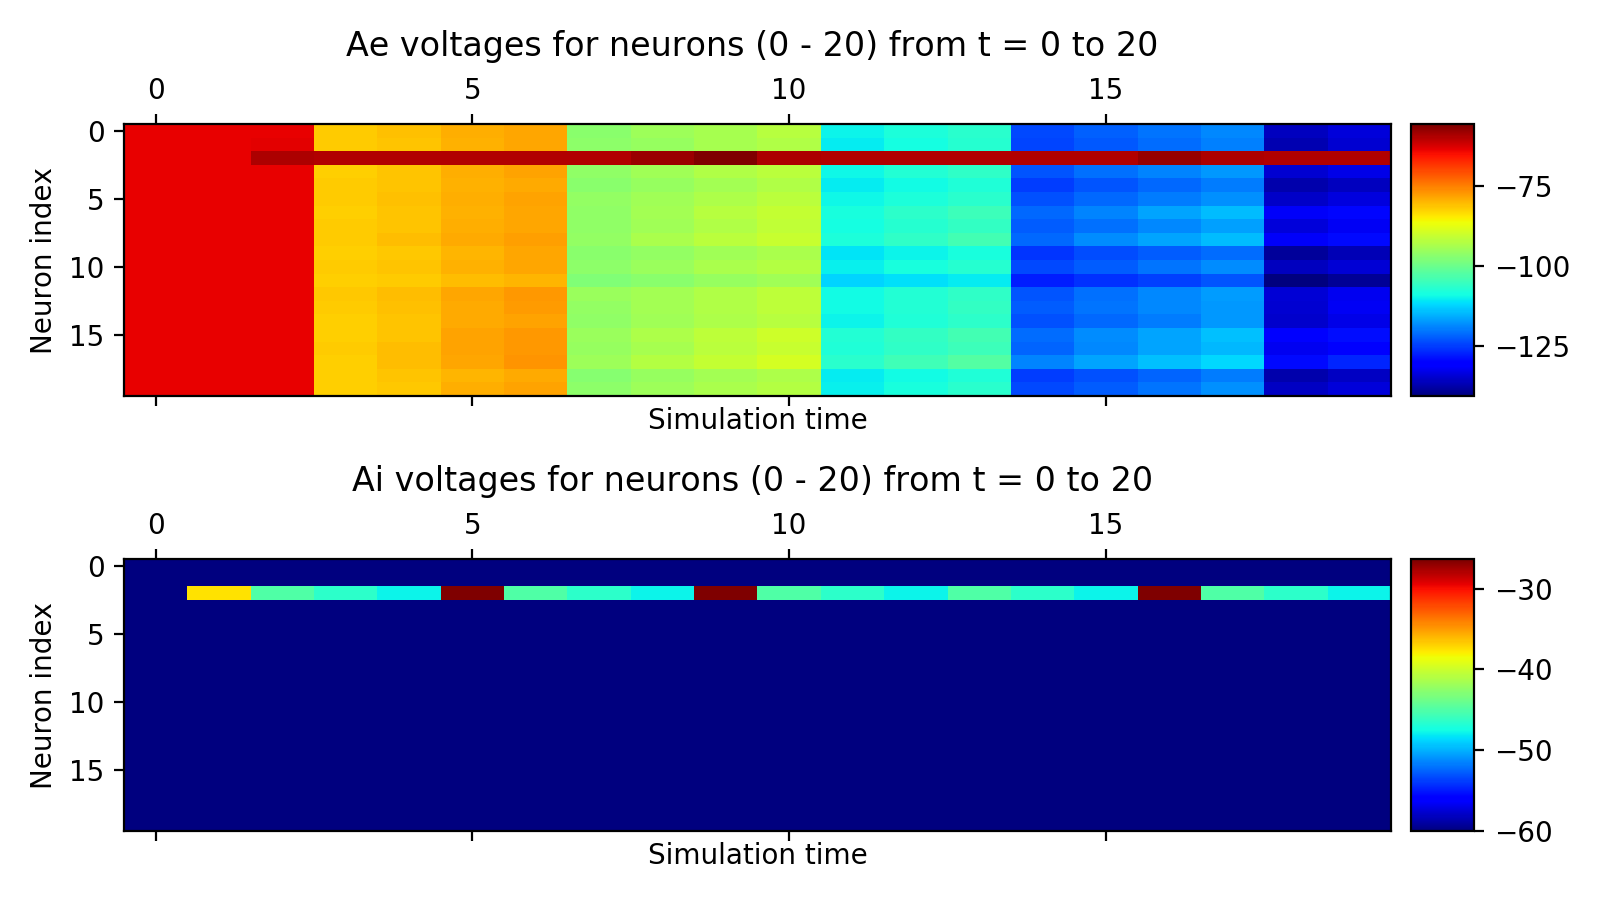 Ae voltages for neurons (0 - 20) from t = 0 to 20
0 5 10 15
0
5
10
15
Neuron index
Simulation time
−75
−100
−125
Ai voltages for neurons (0 - 20) from t = 0 to 20
0 5 10 15
0
5
10
15
Neuron index
Simulation time
−30
−40
−50
−60